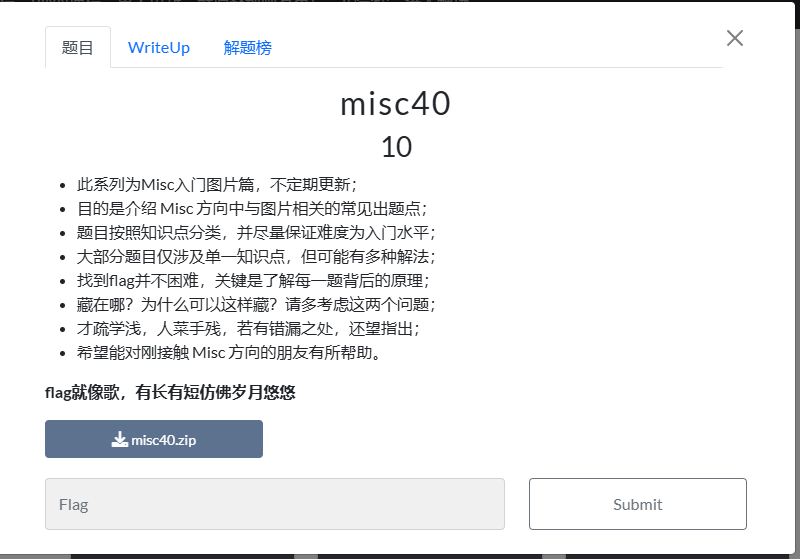 题目 WriteUp 解题榜
misc40
10
此系列为Misc入门图片篇，不定期更新；
目的是介绍 Misc 方向中与图片相关的常见出题点；
题目按照知识点分类，并尽量保证难度为入门水平；
大部分题目仅涉及单一知识点，但可能有多种解法；
找到flag并不困难，关键是了解每一题背后的原理；
藏在哪？为什么可以这样藏？请多考虑这两个问题；
才疏学浅，人菜手残，若有错漏之处，还望指出；
希望能对刚接触 Misc 方向的朋友有所帮助。
flag就像歌，有长有短仿佛岁月悠悠
misc40.zip
Flag Submit